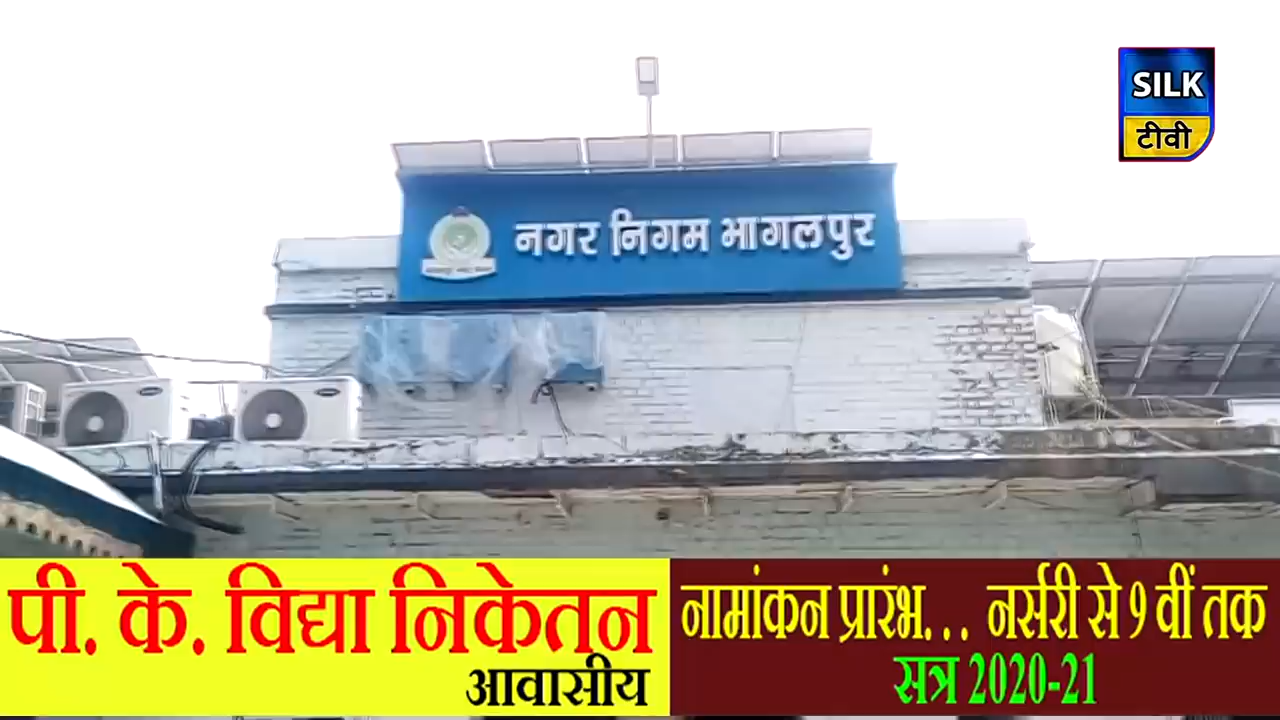 SILK
टीवी
नगर निगम भागलपुर
पी. के. विद्या निकेतन
आवासीय
नामांकन प्रारंभ... नर्सरी से 9 वीं तक
सत्र 2020-21